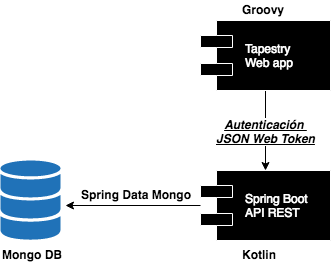 Groovy
Tapestry
Web app
Autenticación
JSON Web Token
Spring Data Mongo
Spring Boot
API REST
Mongo DB
Kotlin